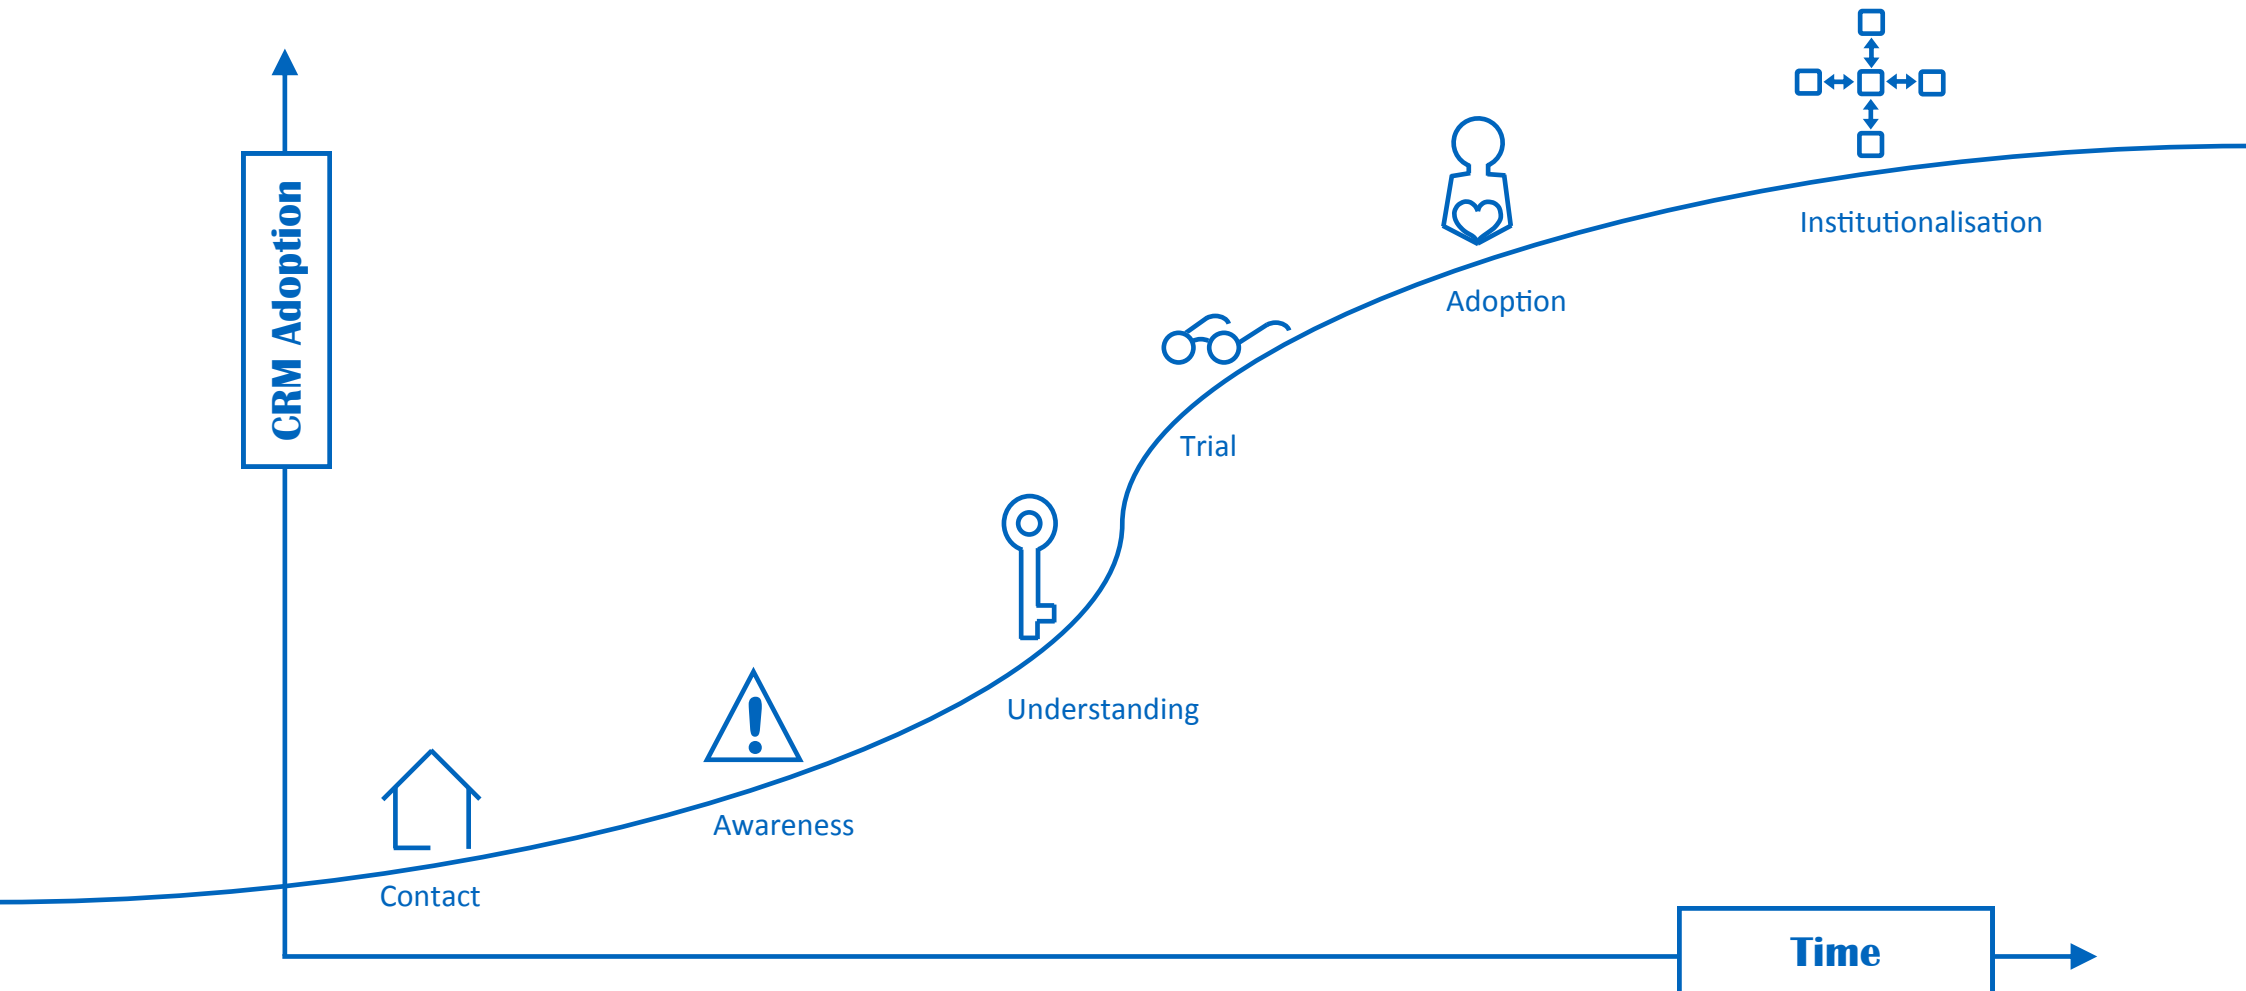 CRM Adoption
Institutionalisation
Adoption
Trial
Understanding
Awareness
Contact
Time